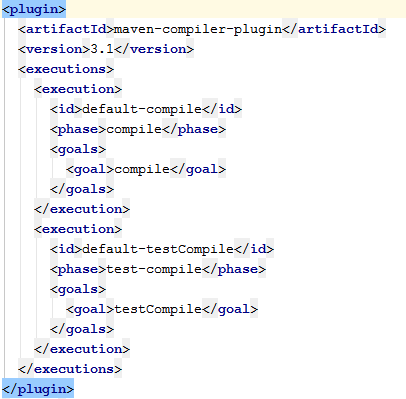 <plugin>
  <artifactId>maven-compiler-plugin</artifactId>
  <version>3.1</version>
  <executions>
    <execution>
      <id>default-compile</id>
      <phase>compile</phase>
      <goals>
        <goal>compile</goal>
      </goals>
    </execution>
    <execution>
      <id>default-testCompile</id>
      <phase>test-compile</phase>
      <goals>
        <goal>testCompile</goal>
      </goals>
    </execution>
  </executions>
</plugin>